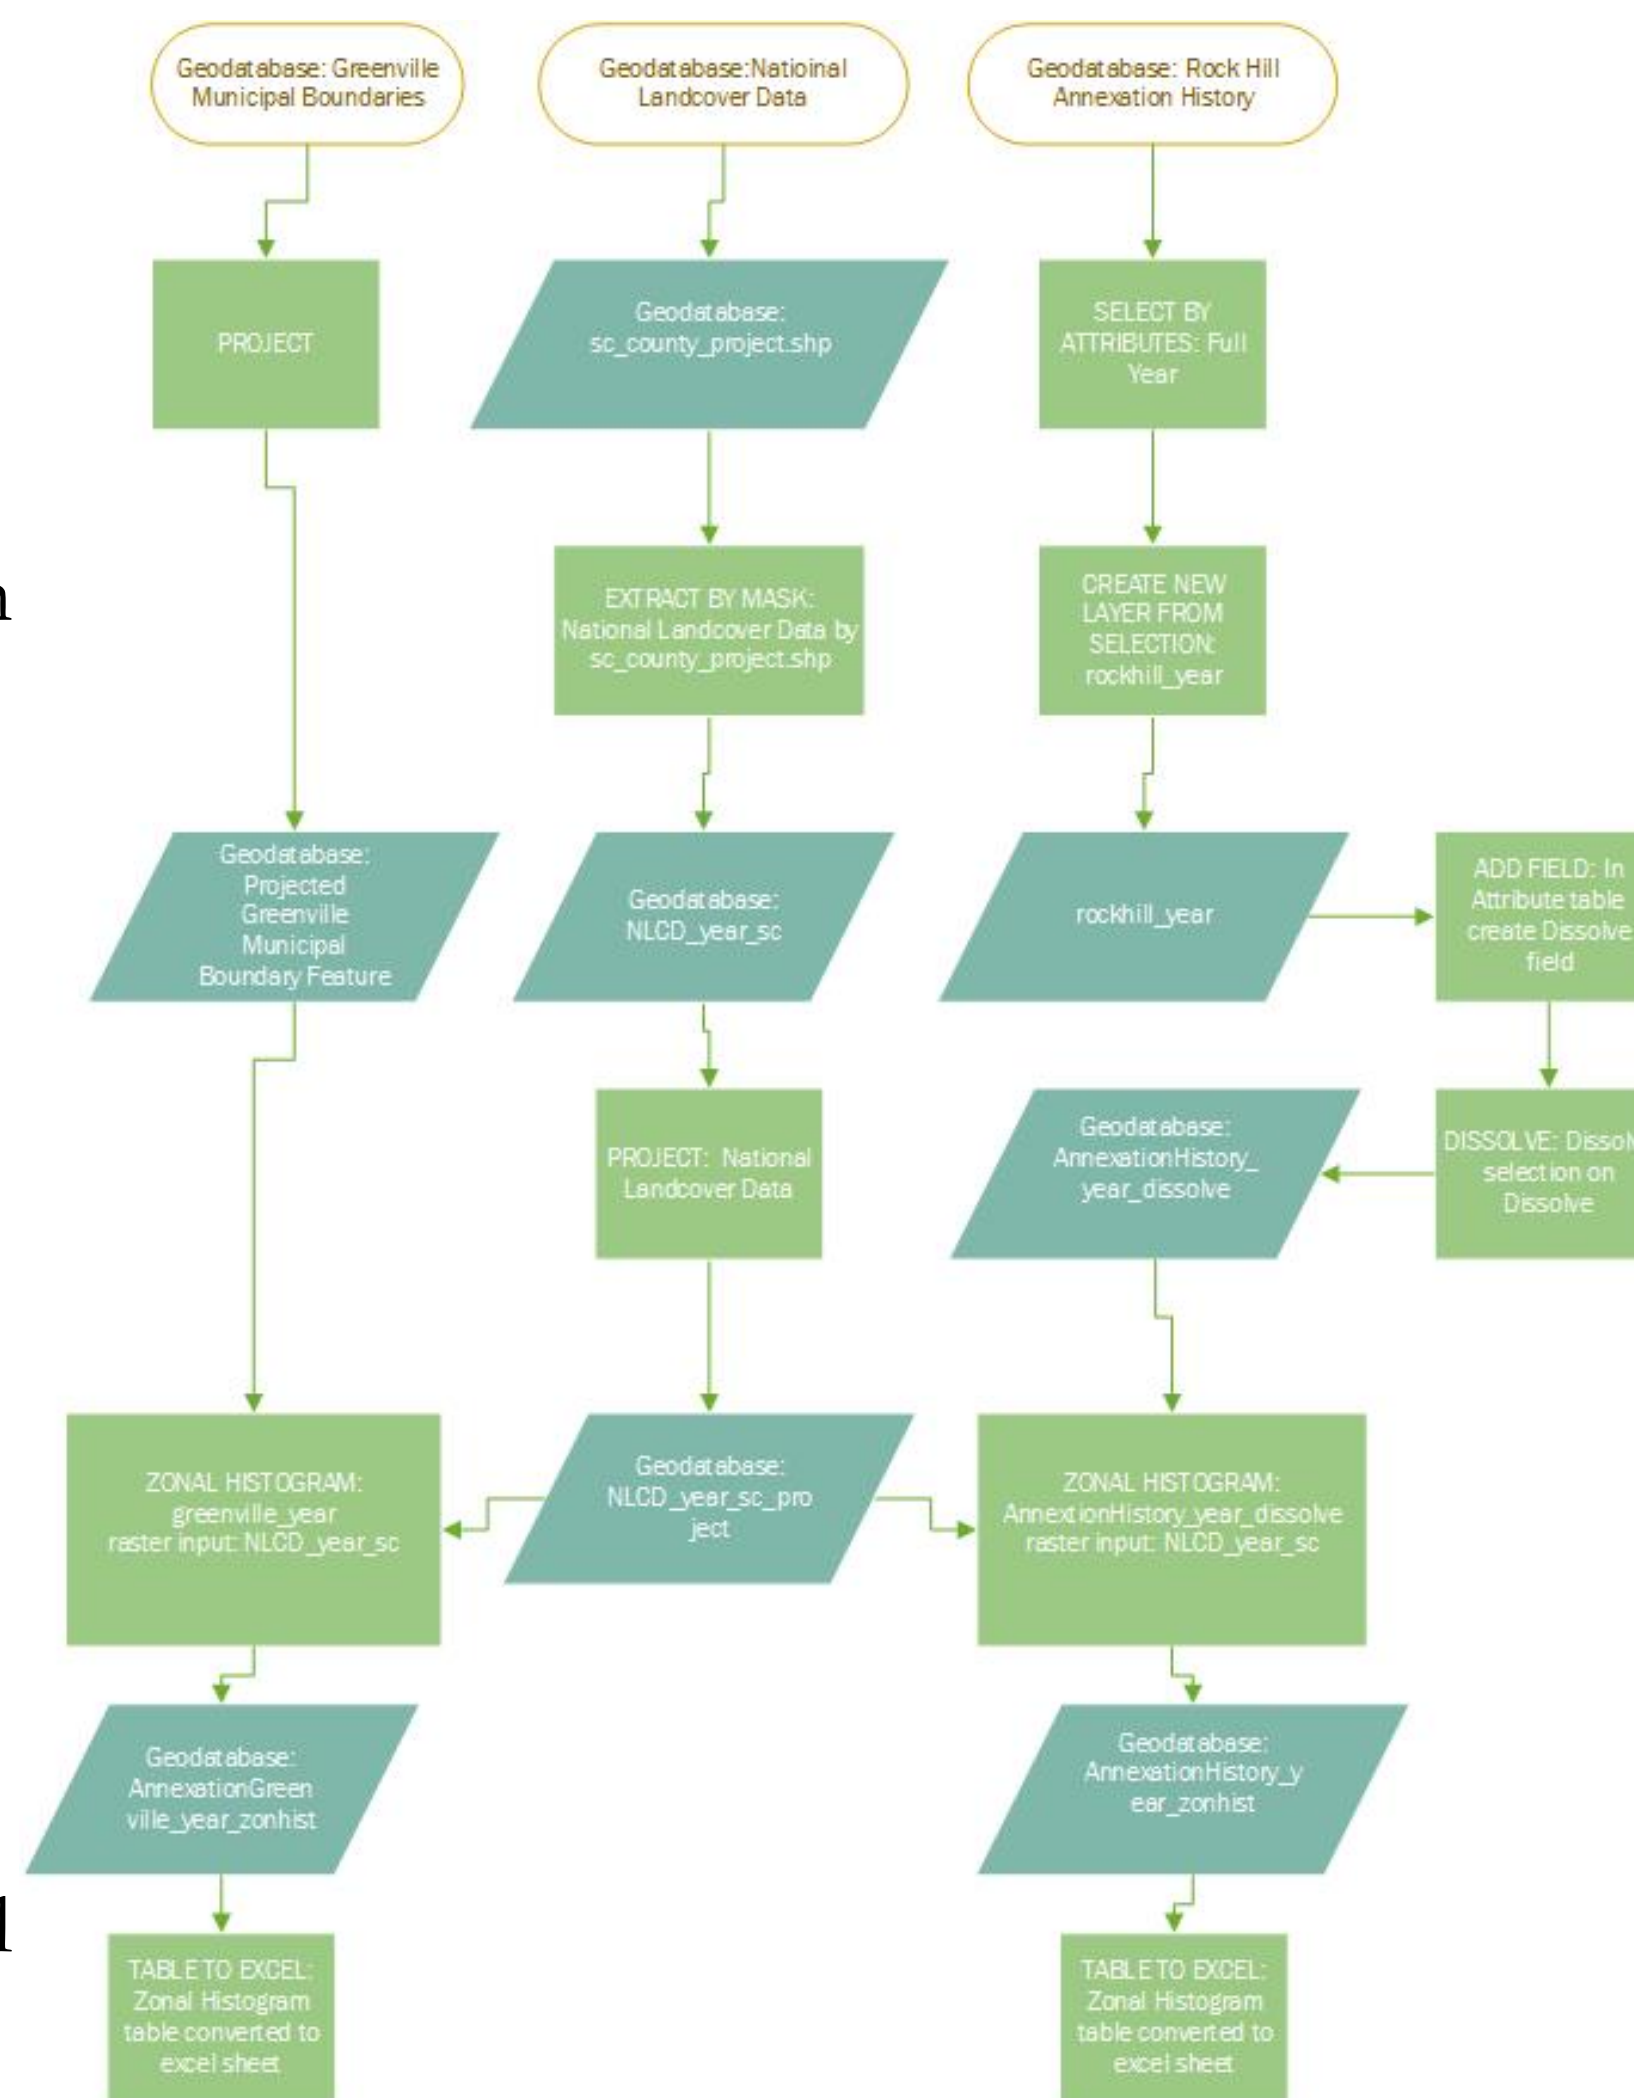 Geodatabase: Greenville
Municipal Boundaries
Geodatabase:Natioinal
Landcover Data
Geodatabase: Rock Hill
Annexation History
PROJECT
Geodatabase:
sc_county_project.shp
SELECT BY
ATTRIBUTES: Full
Year
n
EXTRACT BY MASK:
National Landcover Data by
sc_county_project.shp
CREATE NEW
LAYER FROM
SELECTION:
rockhill_year
Geodatabase:
Projected
Greenville
Municipal
Boundary Feature
Geodatabase:
NLCD_year_sc
rockhill_year
ADD FIELD: In
Attribute table
create Dissolve
field
PROJECT: National
Landcover Data
Geodatabase:
AnnexationHistory_
year_dissolve
DISSOLVE: Dissolv
selection on
Dissolve
ZONAL HISTOGRAM:
greenville_year
raster input: NLCD_year_sc
Geodatabase:
NLCD_year_sc_pro
ject
ZONAL HISTOGRAM:
AnnextionHistory_year_dissolve
raster input: NLCD_year_sc
Geodatabase:
AnnexationGreen
ville_year_zonhist
Geodatabase:
AnnexationHistory_y
ear_zonhist
TABLE TO EXCEL:
Zonal Histogram
table converted to
excel sheet
TABLE TO EXCEL:
Zonal Histogram
table converted to
excel sheet